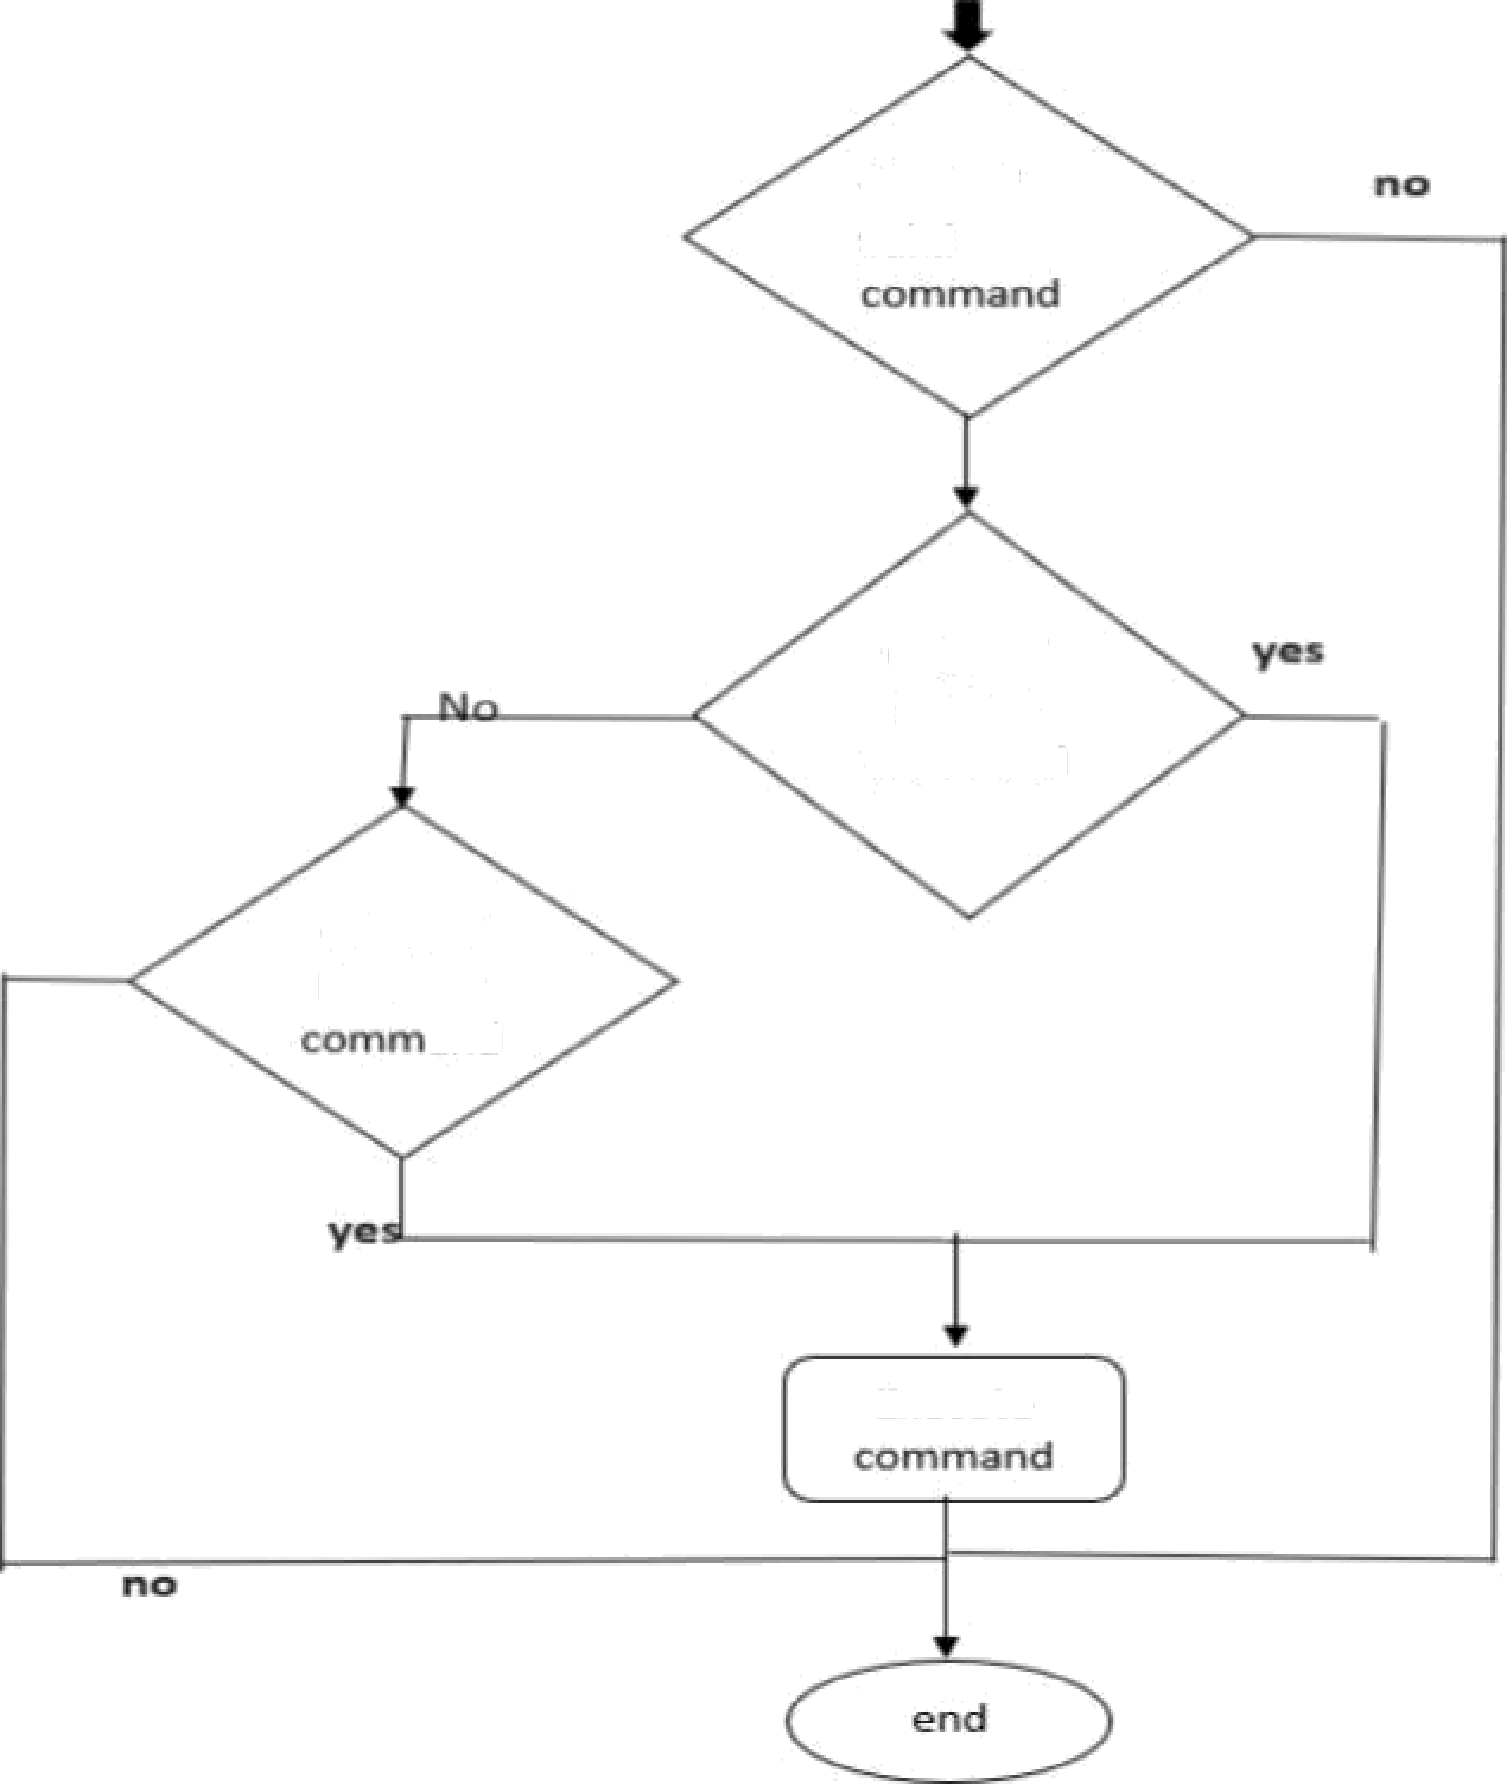 no
command
yes
No
comm
yes
command
no
end